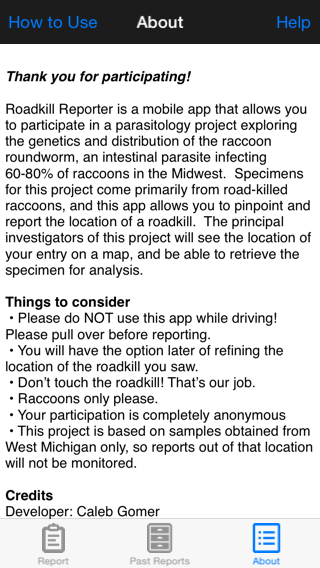 How to Use About Help
Thank you for participating!
Roadkill Reporter is a mobile app that allows you
to participate in a parasitology project exploring
the genetics and distribution of the raccoon
roundworm, an intestinal parasite infecting
60-80% of raccoons in the Midwest.  Specimens
for this project come primarily from road-killed
raccoons, and this app allows you to pinpoint and
report the location of a roadkill.  The principal
investigators of this project will see the location of
your entry on a map, and be able to retrieve the
specimen for analysis.
Things to consider
• Please do NOT use this app while driving!
Please pull over before reporting.
• You will have the option later of refining the
location of the roadkill you saw.
• Don't touch the roadkill! That's our job.
• Raccoons only please.
• Your participation is completely anonymous
• This project is based on samples obtained from
West Michigan only, so reports out of that location
will not be monitored.
Credits
Developer: Caleb Gomer
Report Past Reports About